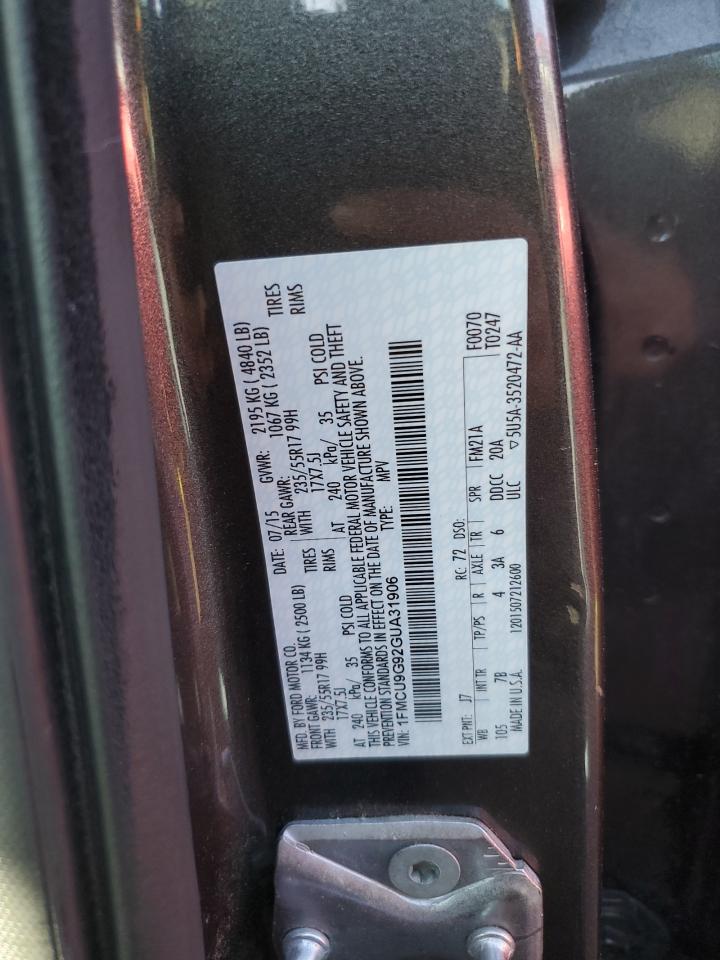 MFD. BY FORD MOTOR CO. DATE: 07/15 GVWR: 2195 KG ( 4840 LB)
FRONT GAWR: 1134 KG ( 2500 LB) REAR GAWR: 1067 KG ( 2352 LB)
WITH 235/55R17 99H TIRES WITH 235/55R17 99H TIRES
17X7.5J RIMS 17X7.5J RIMS
AT 240 kPa/ 35 PSI COLD AT 240 kPa/ 35 PSI COLD
THIS VEHICLE CONFORMS TO ALL APPLICABLE FEDERAL MOTOR VEHICLE SAFETY AND THEFT
PREVENTION STANDARDS IN EFFECT ON THE DATE OF MANUFACTURE SHOWN ABOVE.
VIN: 1FMCU9G92GUA31906 TYPE: MPV
EXT PNT: J7 RC: 72 DSO: F0070
WB INT TR TP/PS R AXLE TR SPR FM21A T0247
105 7B 4 3A 6 DDCC 20A
MADE IN U.S.A. 1201507212600 ULC ▽5U5A-3520472-AA